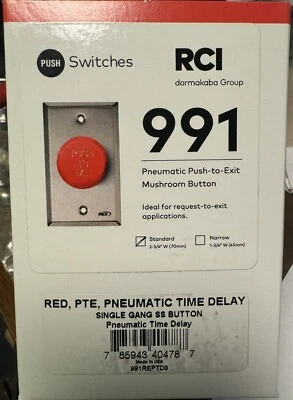 PUSH Switches
RCI
dormakaba Group
991
Pneumatic Push-to-Exit
Mushroom Button
Ideal for request-to-exit
applications.
Standard
2-3/4" W (70mm)
Narrow
1-3/4" W (45mm)
RCI
RED, PTE, PNEUMATIC TIME DELAY
SINGLE GANG SS BUTTON
Pneumatic Time Delay
7 85943 40478 7
Made in USA
991REPTD9